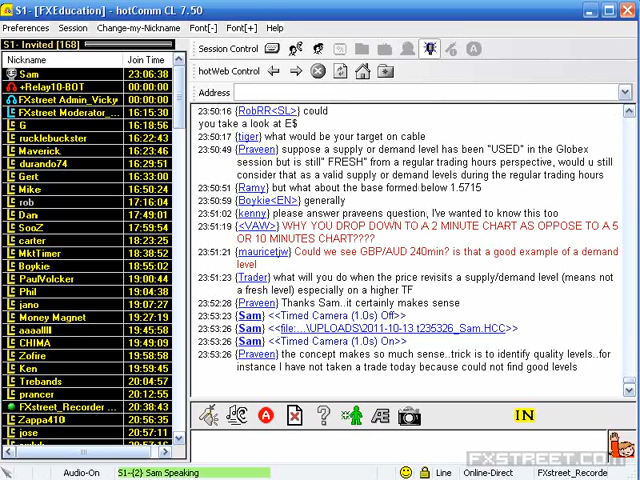 S1- [FXEducation] - hotComm CL 7.50
Preferences Session Change-my-Nickname Font[-] Font[+] Help
S1- Invited [168]
Nickname Join Time
Sam 23:06:38
+Relay10-BOT 00:00:00
FXstreet Admin_Vicky 00:00:00
FXstreet Moderator_... 16:15:30
G 16:18:56
rucklebuster 16:22:43
Maverick 16:23:46
durando74 16:29:51
Gert 16:33:00
Mike 16:50:24
rob 17:16:04
Dan 17:49:01
SooZ 17:59:54
carter 18:23:25
MktTimer 18:38:52
Boykie 18:55:02
PaulVolcker 19:00:44
Phil 19:04:38
jano 19:07:27
Money Magnet 19:27:19
aaaallll 19:45:58
CHIMA 19:49:09
Zofire 19:58:58
Ken 19:59:45
Trebands 20:04:57
prancer 20:12:55
FXstreet_Recorder ... 20:38:43
Zappa410 20:56:35
jose 20:57:11
Session Control
hotWeb Control
Address
23:50:16 {RobRR<SL>} could
you take a look at E$
23:50:17 {tiger} what would be your target on cable
23:50:49 {Praveen} suppose a supply or demand level has been "USED" in the Globex
session but is still" FRESH" from a regular trading hours perspective, would u still
consider that as a valid supply or demand levels during the regular trading hours
23:50:51 {Ramy} but what about the base formed below 1.5715
23:50:59 {Boykie<EN>} generally
23:51:02 {kenny} please answer praveens question, I've wanted to know this too
23:51:19 {<VAW>} WHY YOU DROP DOWN TO A 2 MINUTE CHART AS OPPOSE TO A 5
OR 10 MINUTES CHART????
23:51:21 {mauricetjw} Could we see GBP/AUD 240min? is that a good example of a demand
level
23:51:23 {Trader} what will you do when the price revisits a supply/demand level (means not
a fresh level) especially on a higher TF
23:52:28 {Praveen} Thanks Sam..it certainly makes sense
23:53:23 {Sam} <<Timed Camera (1.0s) Off>>
23:53:26 {Sam} <<file:...\UPLOADS\2011-10-13 t235326_Sam.HCC>>
23:53:26 {Sam} <<Timed Camera (1.0s) On>>
23:53:26 {Praveen} the concept makes so much sense..trick is to identify quality levels..for
instance I have not taken a trade today because could not find good levels
IN
FXSTREET.COM
Audio-On S1-{2} Sam Speaking Line Online-Direct FXstreet_Recorde